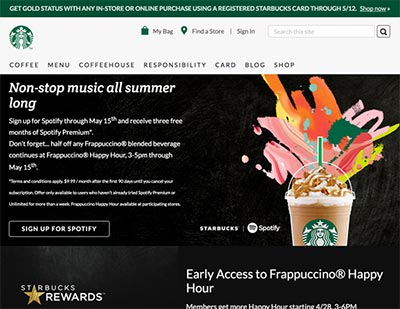 GET GOLD STATUS WITH ANY IN-STORE OR ONLINE PURCHASE USING A REGISTERED STARBUCKS CARD THROUGH 5/12. Shop now »
My Bag Find a Store | Sign In Search this site
COFFEE MENU COFFEEHOUSE RESPONSIBILITY CARD BLOG SHOP
Non-stop music all summer
long
Sign up for Spotify through May 15th and receive three free
months of Spotify Premium*.
Don't forget... half off any Frappuccino® blended beverage
continues at Frappuccino® Happy Hour, 3-5pm through
May 15th.
*Terms and conditions apply. $9.99 / month after the first 90 days until you cancel your
subscription. Offer only available to users who haven't already tried Spotify Premium or
Unlimited for more than a week. Frappuccino Happy Hour available at participating stores.
STARBUCKS | Spotify
SIGN UP FOR SPOTIFY
STARBUCKS
REWARDS™
Early Access to Frappuccino® Happy
Hour
Members get more Happy Hour starting 4/28, 3-6PM